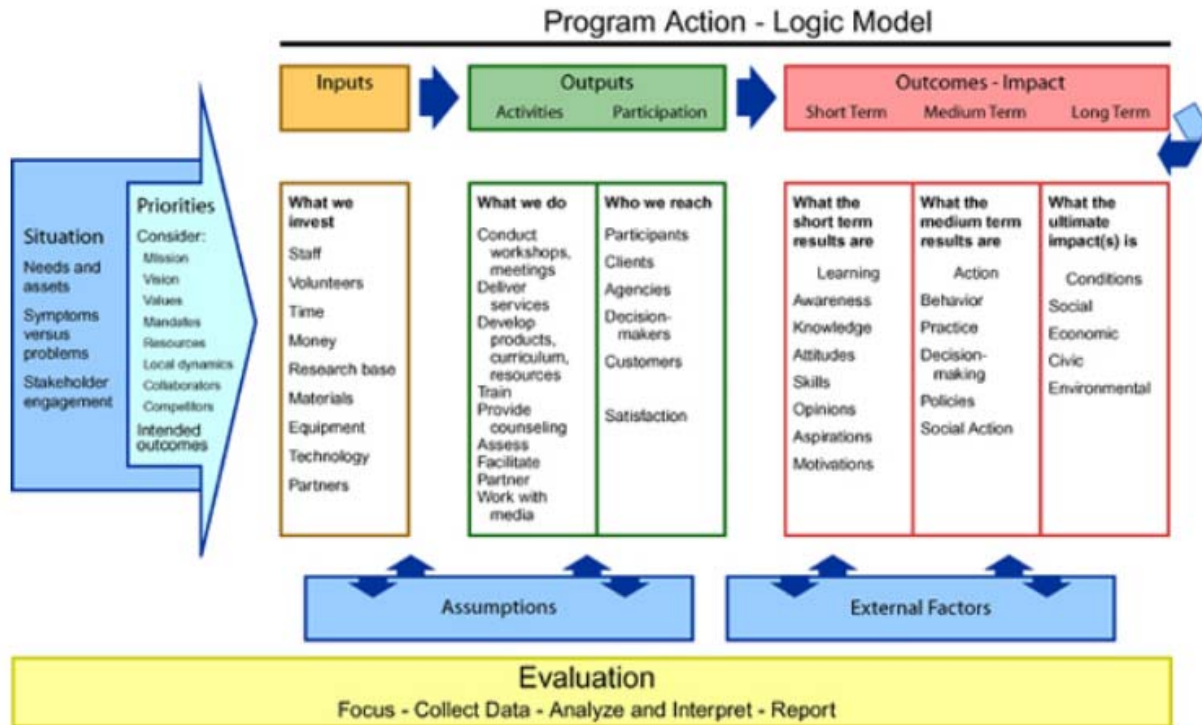 Program Action - Logic Model
Inputs
Outputs
Activities Participation
Outcomes - Impact
Short Term Medium Term Long Term
Situation
Needs and
assets
Symptoms
versus
problems
Stakeholder
engagement
Priorities
Consider:
Mission
Vision
Values
Mandates
Resources
Local dynamics
Collaborators
Competitors
Intended
outcomes
What we
invest
Staff
Volunteers
Time
Money
Research base
Materials
Equipment
Technology
Partners
What we do
Conduct
workshops,
meetings
Deliver
services
Develop
products,
curriculum,
resources
Train
Provide
counseling
Assess
Facilitate
Partner
Work with
media
Who we reach
Participants
Clients
Agencies
Decision-
makers
Customers
Satisfaction
What the
short term
results are
Learning
Awareness
Knowledge
Attitudes
Skills
Opinions
Aspirations
Motivations
What the
medium term
results are
Action
Behavior
Practice
Decision-
making
Policies
Social Action
What the
ultimate
impact(s) is
Conditions
Social
Economic
Civic
Environmental
Assumptions
External Factors
Evaluation
Focus - Collect Data - Analyze and Interpret - Report